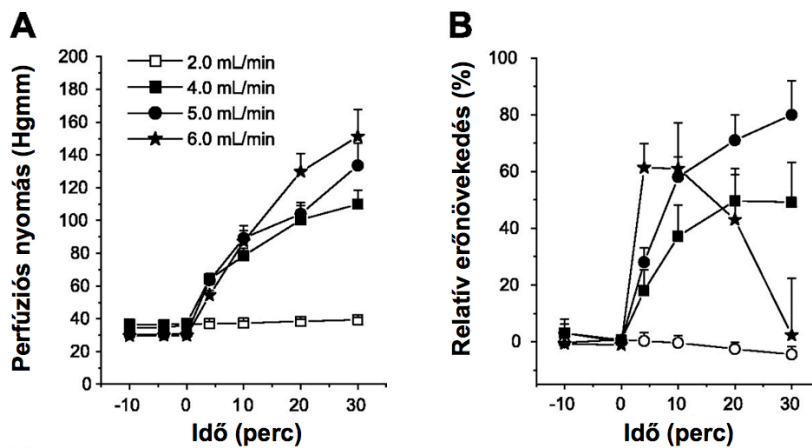 A
Perfúziós nyomás (Hgmm)
200
180
160
140
120
100
80
60
40
20
0
2.0 mL/min
4.0 mL/min
5.0 mL/min
6.0 mL/min
-10 0 10 20 30
Idő (perc)
B
Relatív erőnövekedés (%)
100
80
60
40
20
0
-10 0 10 20 30
Idő (perc)